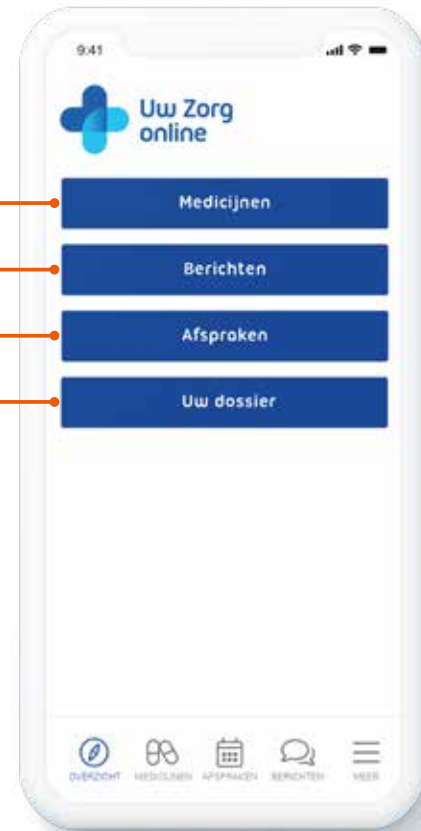 9:41
Uw Zorg
online
Medicijnen
Berichten
Afspraken
Uw dossier
OVERZICHT MEDICIJNEN AFSPRAKEN BERICHTEN MEER